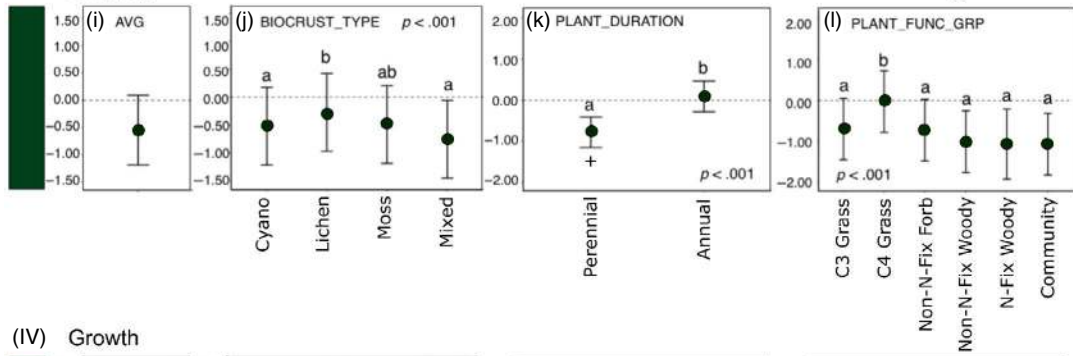 (i) AVG
1.50
1.00
0.50
0.00
−0.50
−1.00
−1.50
(j) BIOCRUST_TYPE p < .001
1.50
1.00
0.50
0.00
−0.50
−1.00
−1.50
a b ab a
Cyano Lichen Moss Mixed
(k) PLANT_DURATION
2.00
1.00
0.00
−1.00
−2.00
a b
+
p < .001
Perennial Annual
(l) PLANT_FUNC_GRP
2.00
1.00
0.00
−1.00
−2.00
a b a a a a
p < .001
C3 Grass C4 Grass Non-N-Fix Forb Non-N-Fix Woody N-Fix Woody Community
(IV) Growth